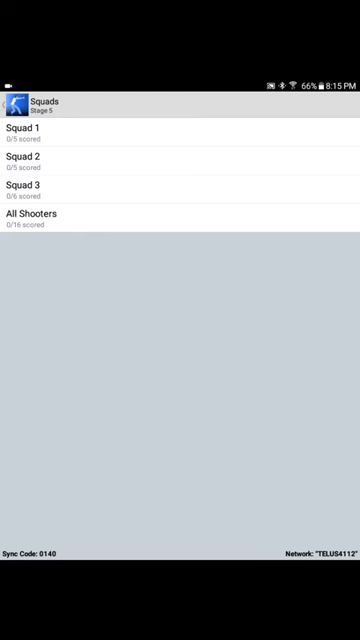 66% 8:15 PM
Squads
Stage 5
Squad 1
0/5 scored
Squad 2
0/5 scored
Squad 3
0/6 scored
All Shooters
0/16 scored
Sync Code: 0140 Network: "TELUS4112"